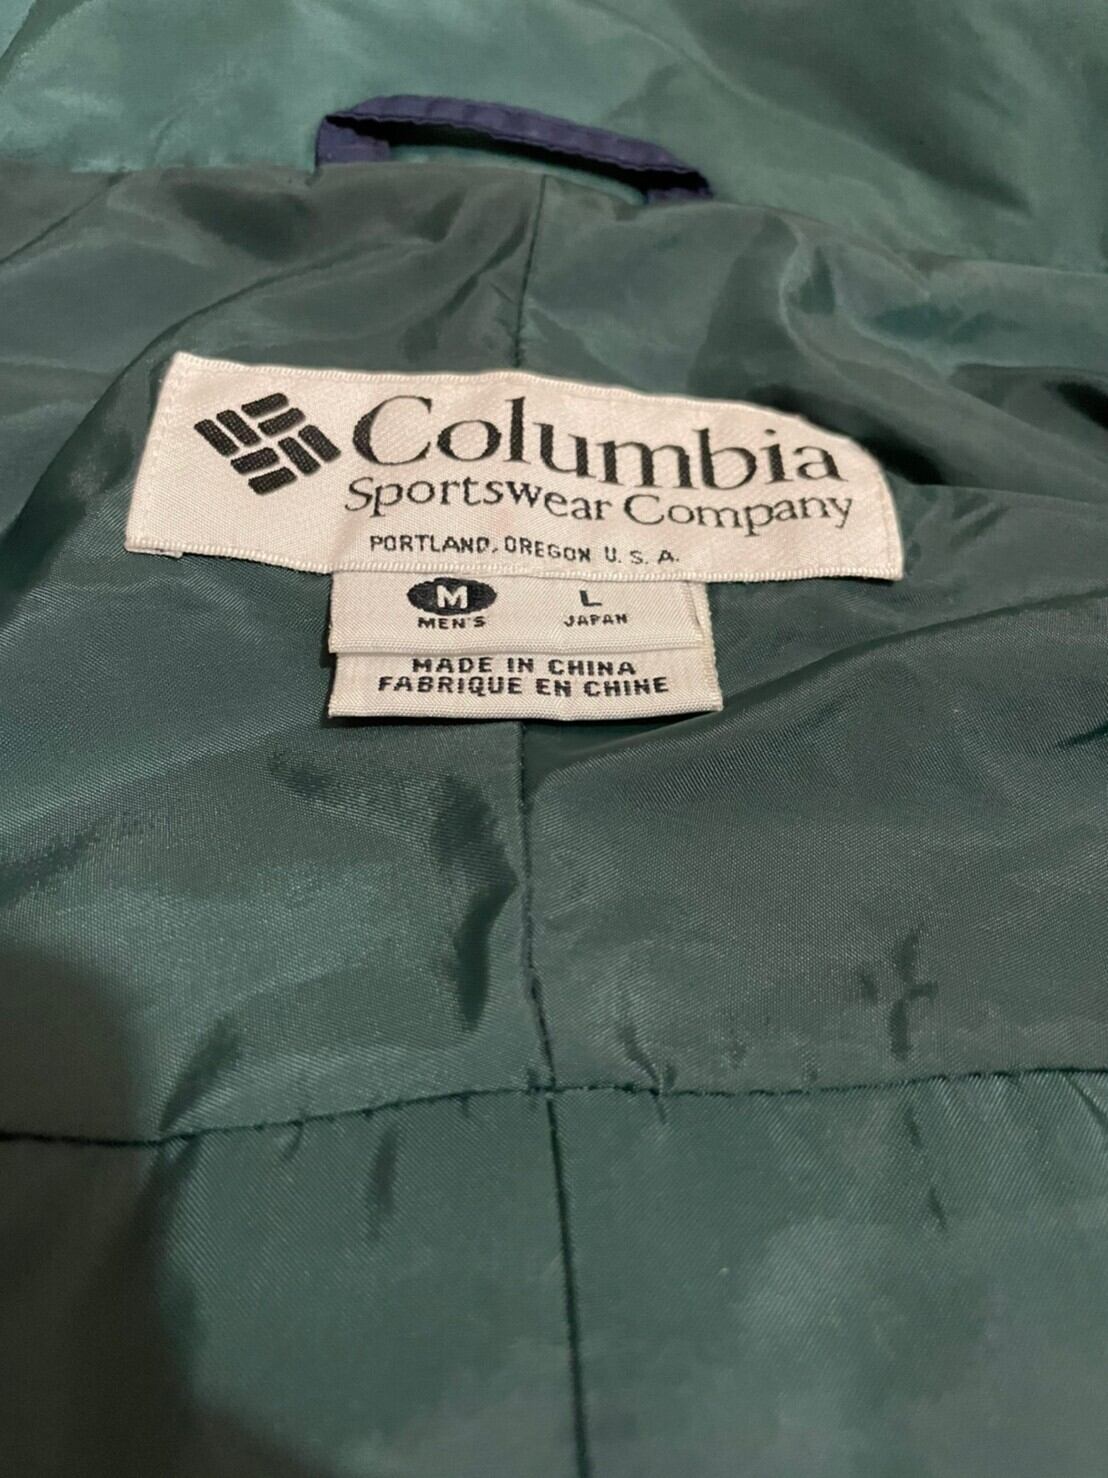 Columbia
Sportswear Company
PORTLAND, OREGON U. S. A.
M L
MEN'S JAPAN
MADE IN CHINA
FABRIQUE EN CHINE